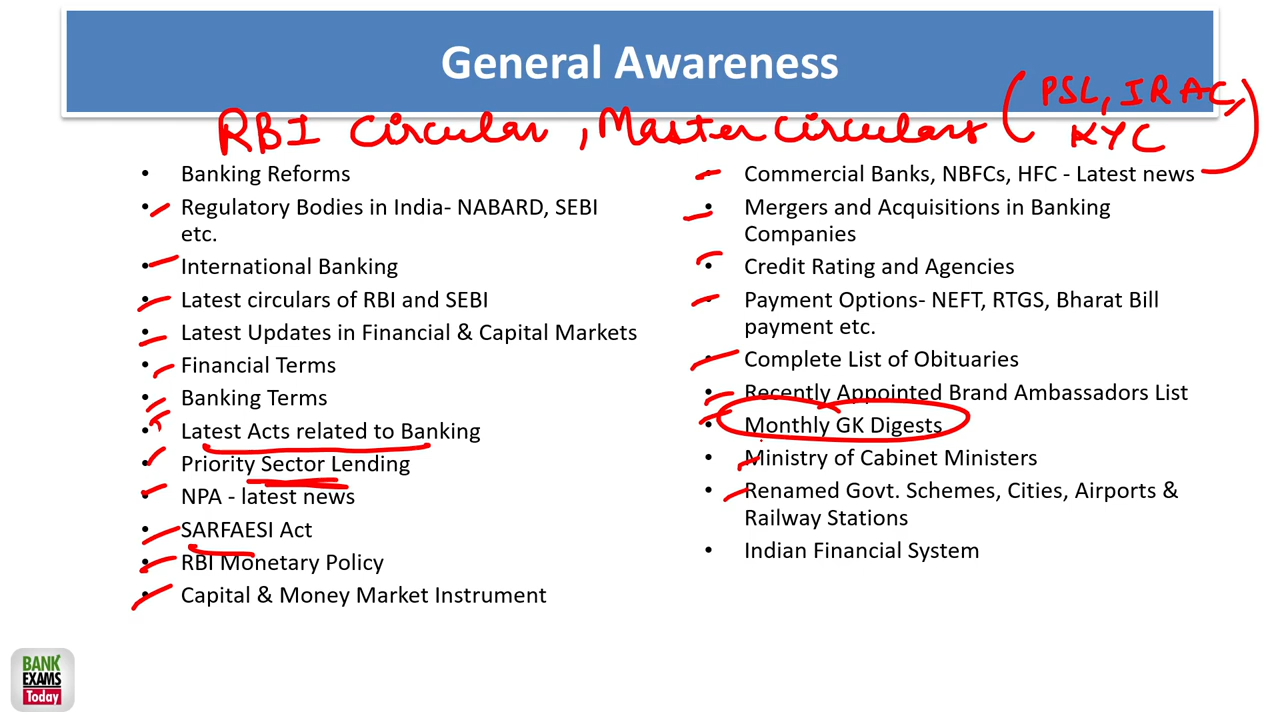 General Awareness
PSL, IRAC,
RBI Circular, Master Circulars
KYC
• Banking Reforms
• Regulatory Bodies in India- NABARD, SEBI
etc.
• International Banking
• Latest circulars of RBI and SEBI
• Latest Updates in Financial & Capital Markets
• Financial Terms
• Banking Terms
• Latest Acts related to Banking
• Priority Sector Lending
• NPA - latest news
• SARFAESI Act
• RBI Monetary Policy
• Capital & Money Market Instrument
• Commercial Banks, NBFCs, HFC - Latest news
• Mergers and Acquisitions in Banking
Companies
• Credit Rating and Agencies
• Payment Options- NEFT, RTGS, Bharat Bill
payment etc.
• Complete List of Obituaries
• Recently Appointed Brand Ambassadors List
• Monthly GK Digests
• Ministry of Cabinet Ministers
• Renamed Govt. Schemes, Cities, Airports &
Railway Stations
• Indian Financial System
BANK
EXAMS
Today